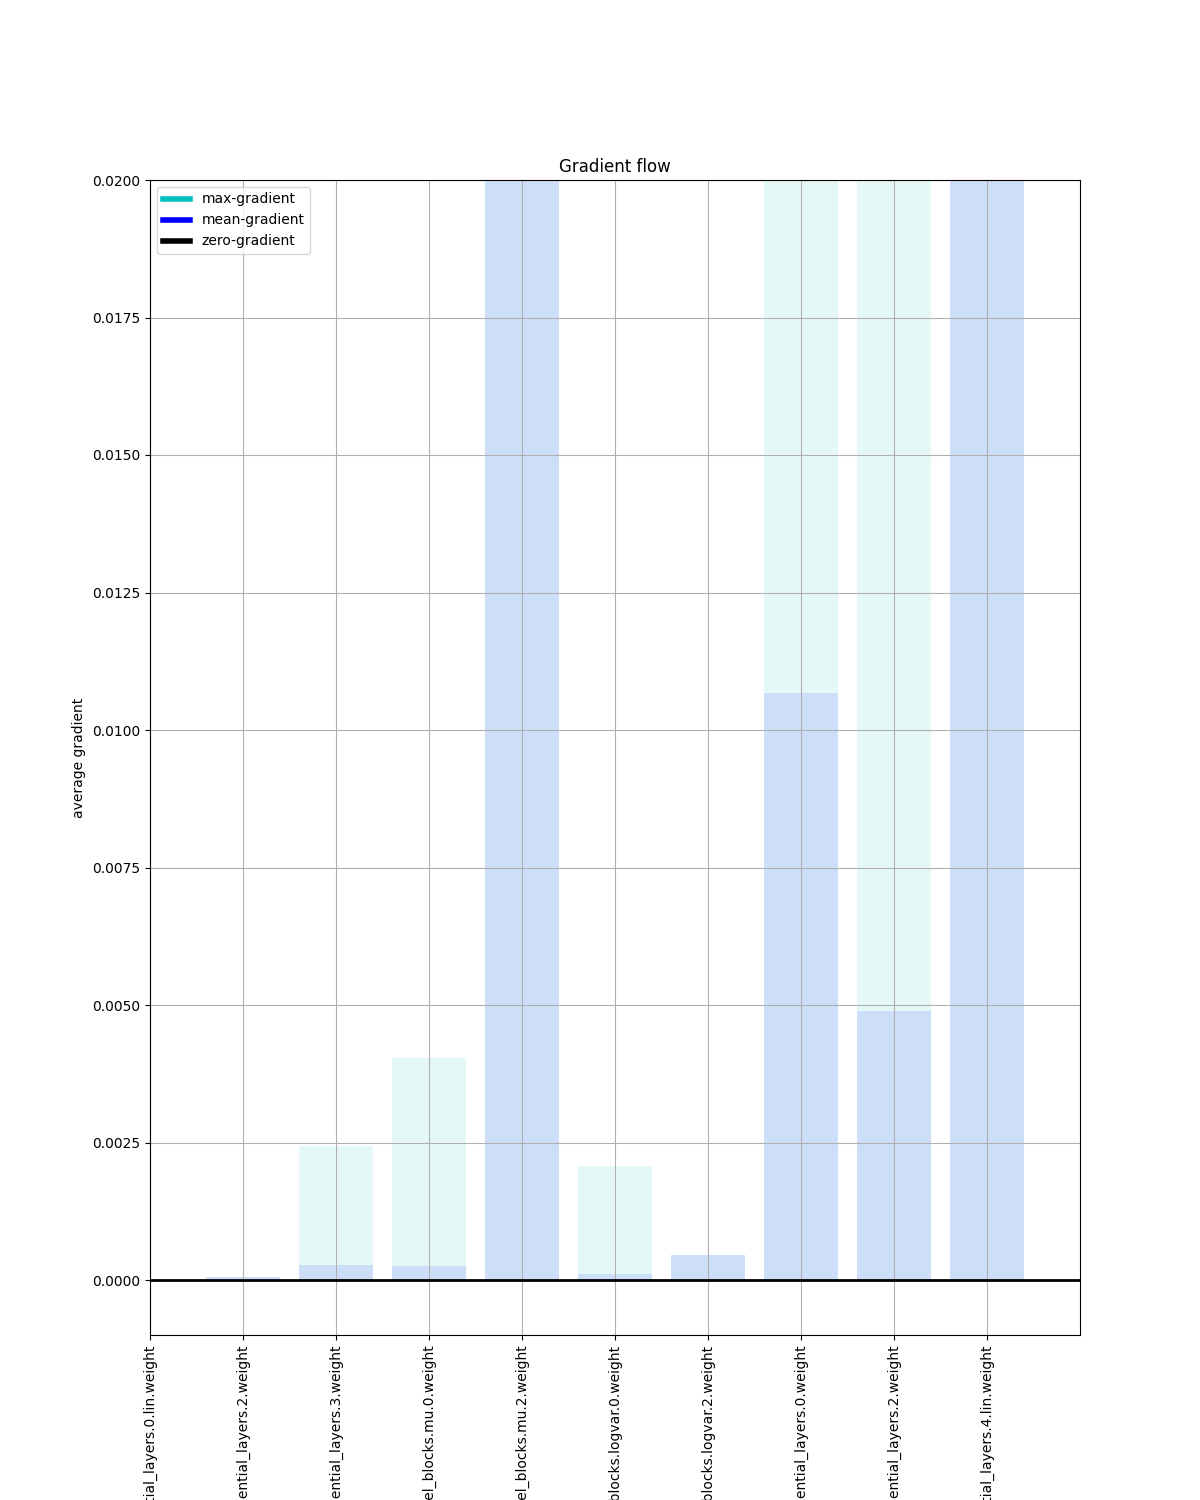 Gradient flow
max-gradient
mean-gradient
zero-gradient
0.0200
0.0175
0.0150
0.0125
0.0100
0.0075
0.0050
0.0025
0.0000
average gradient
tial_layers.0.lin.weight
ential_layers.2.weight
ential_layers.3.weight
el_blocks.mu.0.weight
el_blocks.mu.2.weight
blocks.logvar.0.weight
blocks.logvar.2.weight
ential_layers.0.weight
ential_layers.2.weight
tial_layers.4.lin.weight